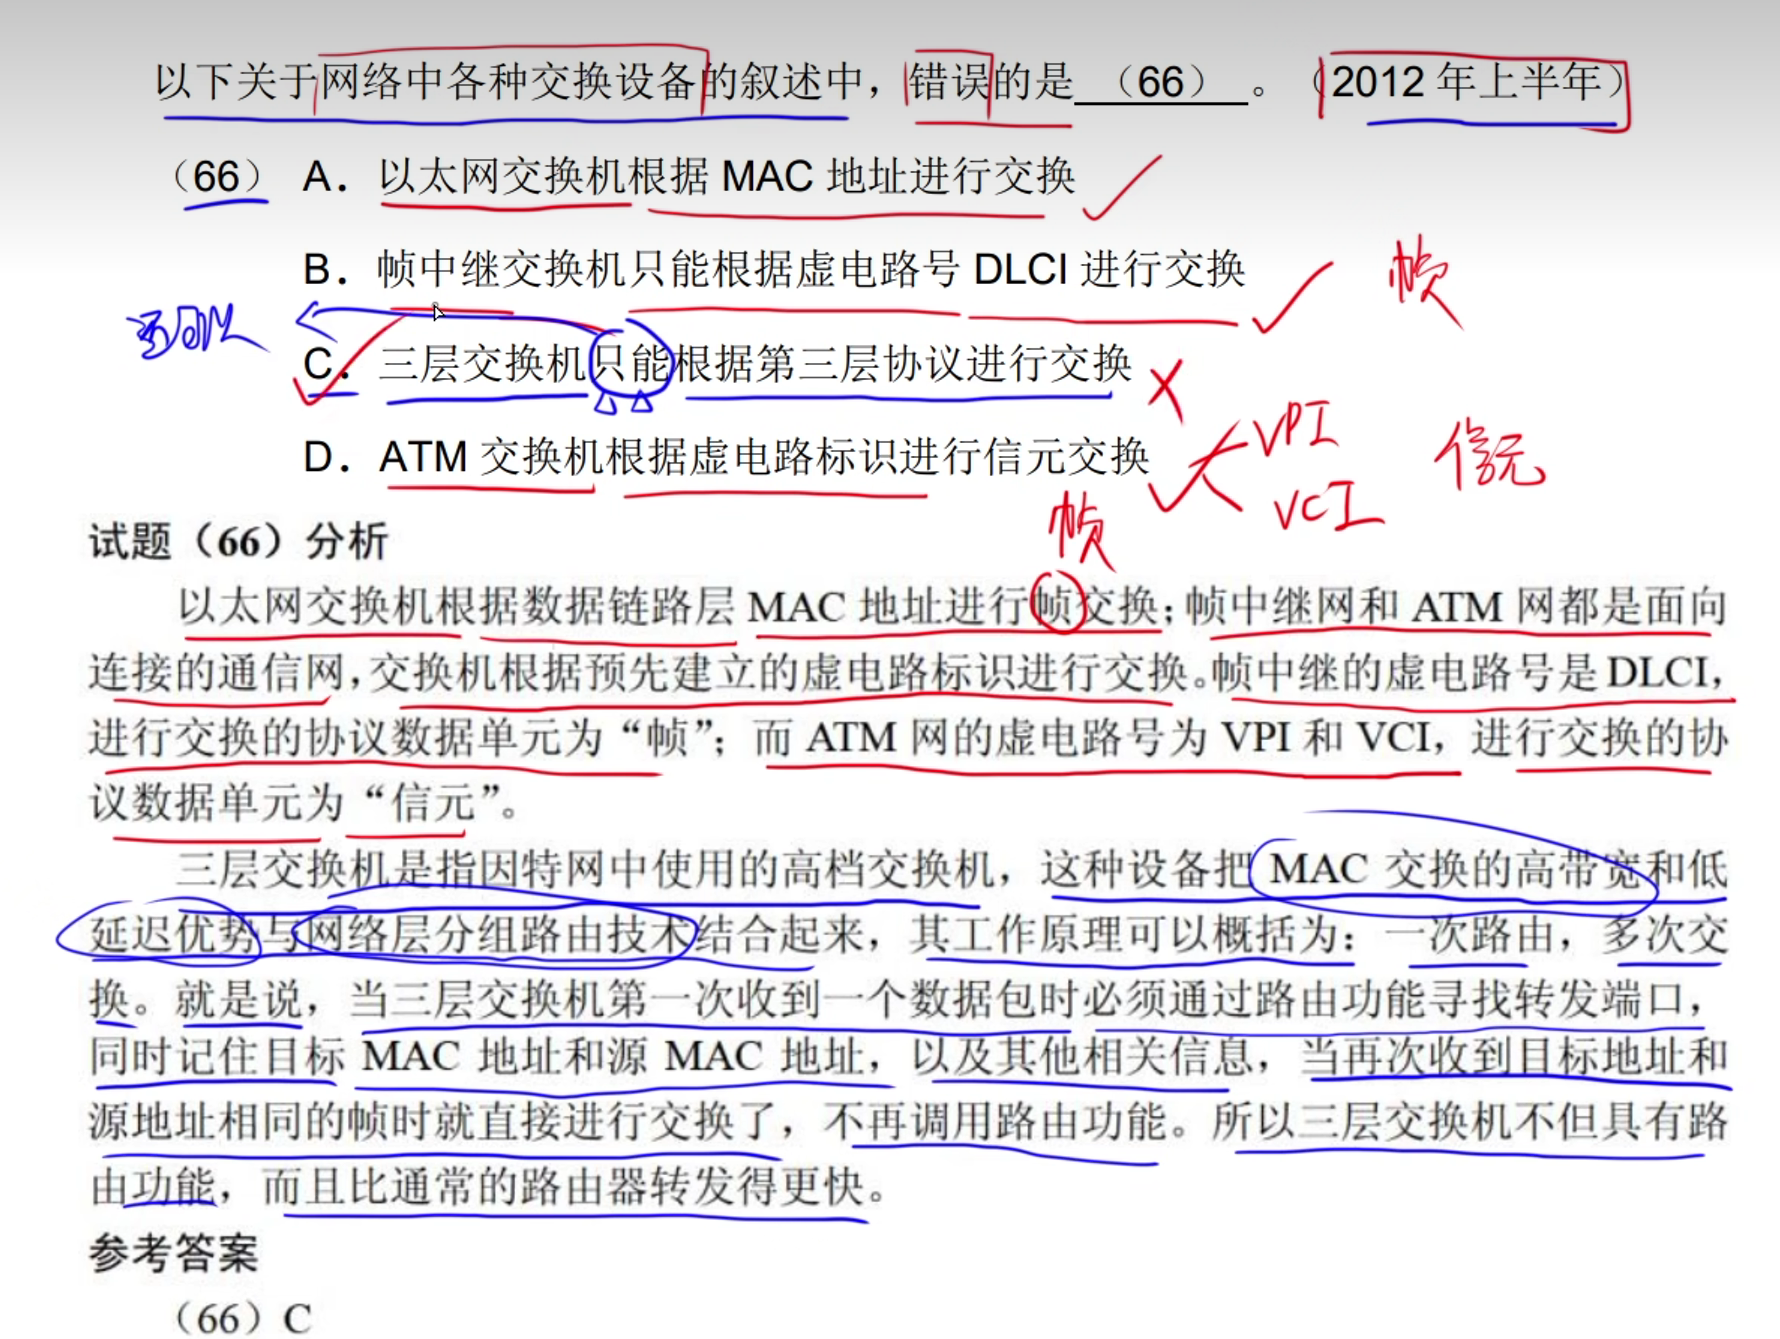 以下关于网络中各种交换设备的叙述中，错误的是（66）。（2012 年上半年）
（66） A．以太网交换机根据 MAC 地址进行交换
B．帧中继交换机只能根据虚电路号 DLCI 进行交换
帧
C．三层交换机只能根据第三层协议进行交换
VPI
D．ATM 交换机根据虚电路标识进行信元交换
信元
VCI
帧
试题（66）分析
以太网交换机根据数据链路层 MAC 地址进行帧交换；帧中继网和 ATM 网都是面向
连接的通信网，交换机根据预先建立的虚电路标识进行交换。帧中继的虚电路号是 DLCI，
进行交换的协议数据单元为“帧”；而 ATM 网的虚电路号为 VPI 和 VCI，进行交换的协
议数据单元为“信元”。
三层交换机是指因特网中使用的高档交换机，这种设备把 MAC 交换的高带宽和低
延迟优势与网络层分组路由技术结合起来，其工作原理可以概括为：一次路由，多次交
换。就是说，当三层交换机第一次收到一个数据包时必须通过路由功能寻找转发端口，
同时记住目标 MAC 地址和源 MAC 地址，以及其他相关信息，当再次收到目标地址和
源地址相同的帧时就直接进行交换了，不再调用路由功能。所以三层交换机不但具有路
由功能，而且比通常的路由器转发得更快。
参考答案
（66）C